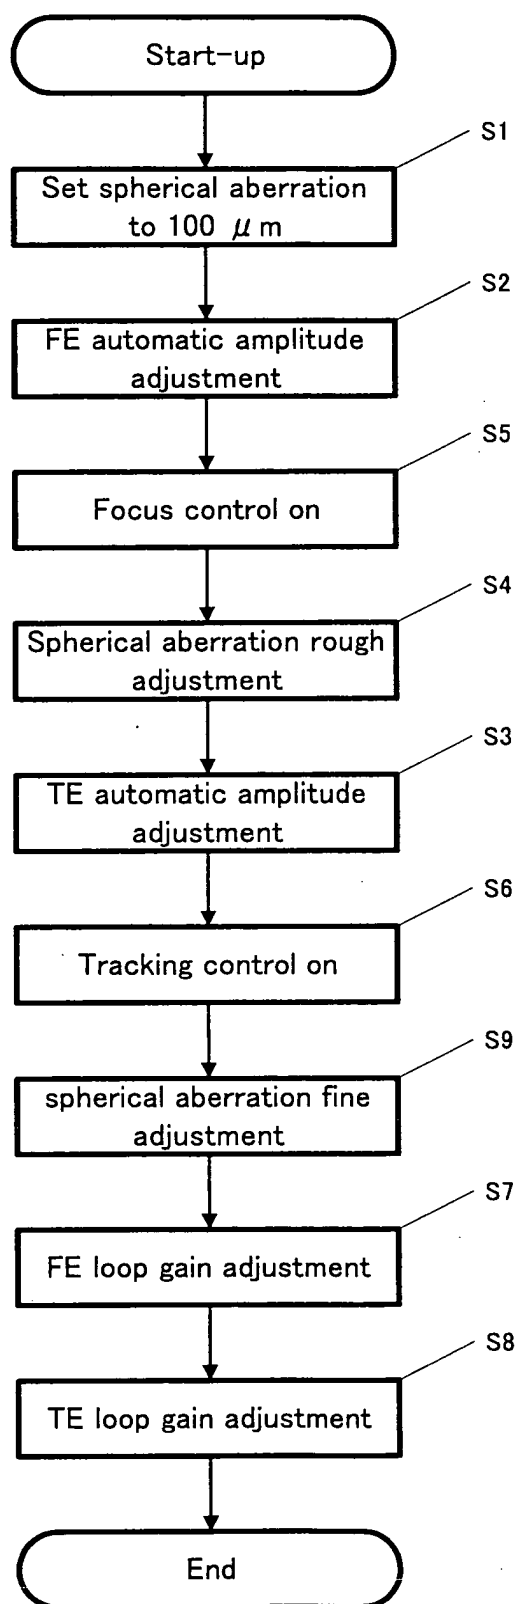 Start-up
S1
Set spherical aberration
to 100 μm
S2
FE automatic amplitude
adjustment
S5
Focus control on
S4
Spherical aberration rough
adjustment
S3
TE automatic amplitude
adjustment
S6
Tracking control on
S9
spherical aberration fine
adjustment
S7
FE loop gain adjustment
S8
TE loop gain adjustment
End